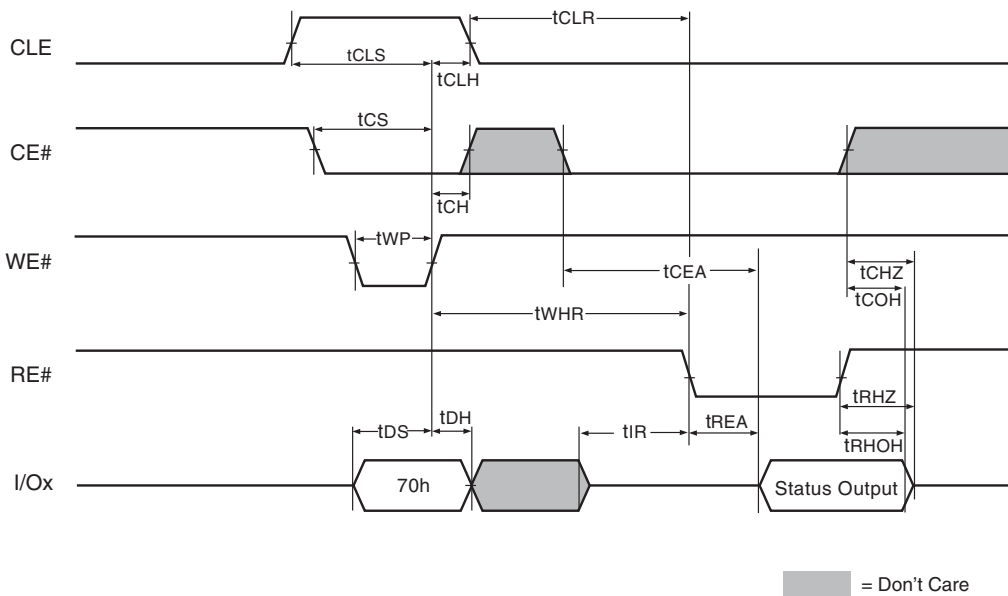 tCLR
CLE
tCLS
tCLH
tCS
CE#
tCH
tWP
WE#
tCEA
tCHZ
tCOH
tWHR
RE#
tRHZ
tDH
tDS
tIR
tREA
tRHOH
I/Ox
70h
Status Output
= Don't Care